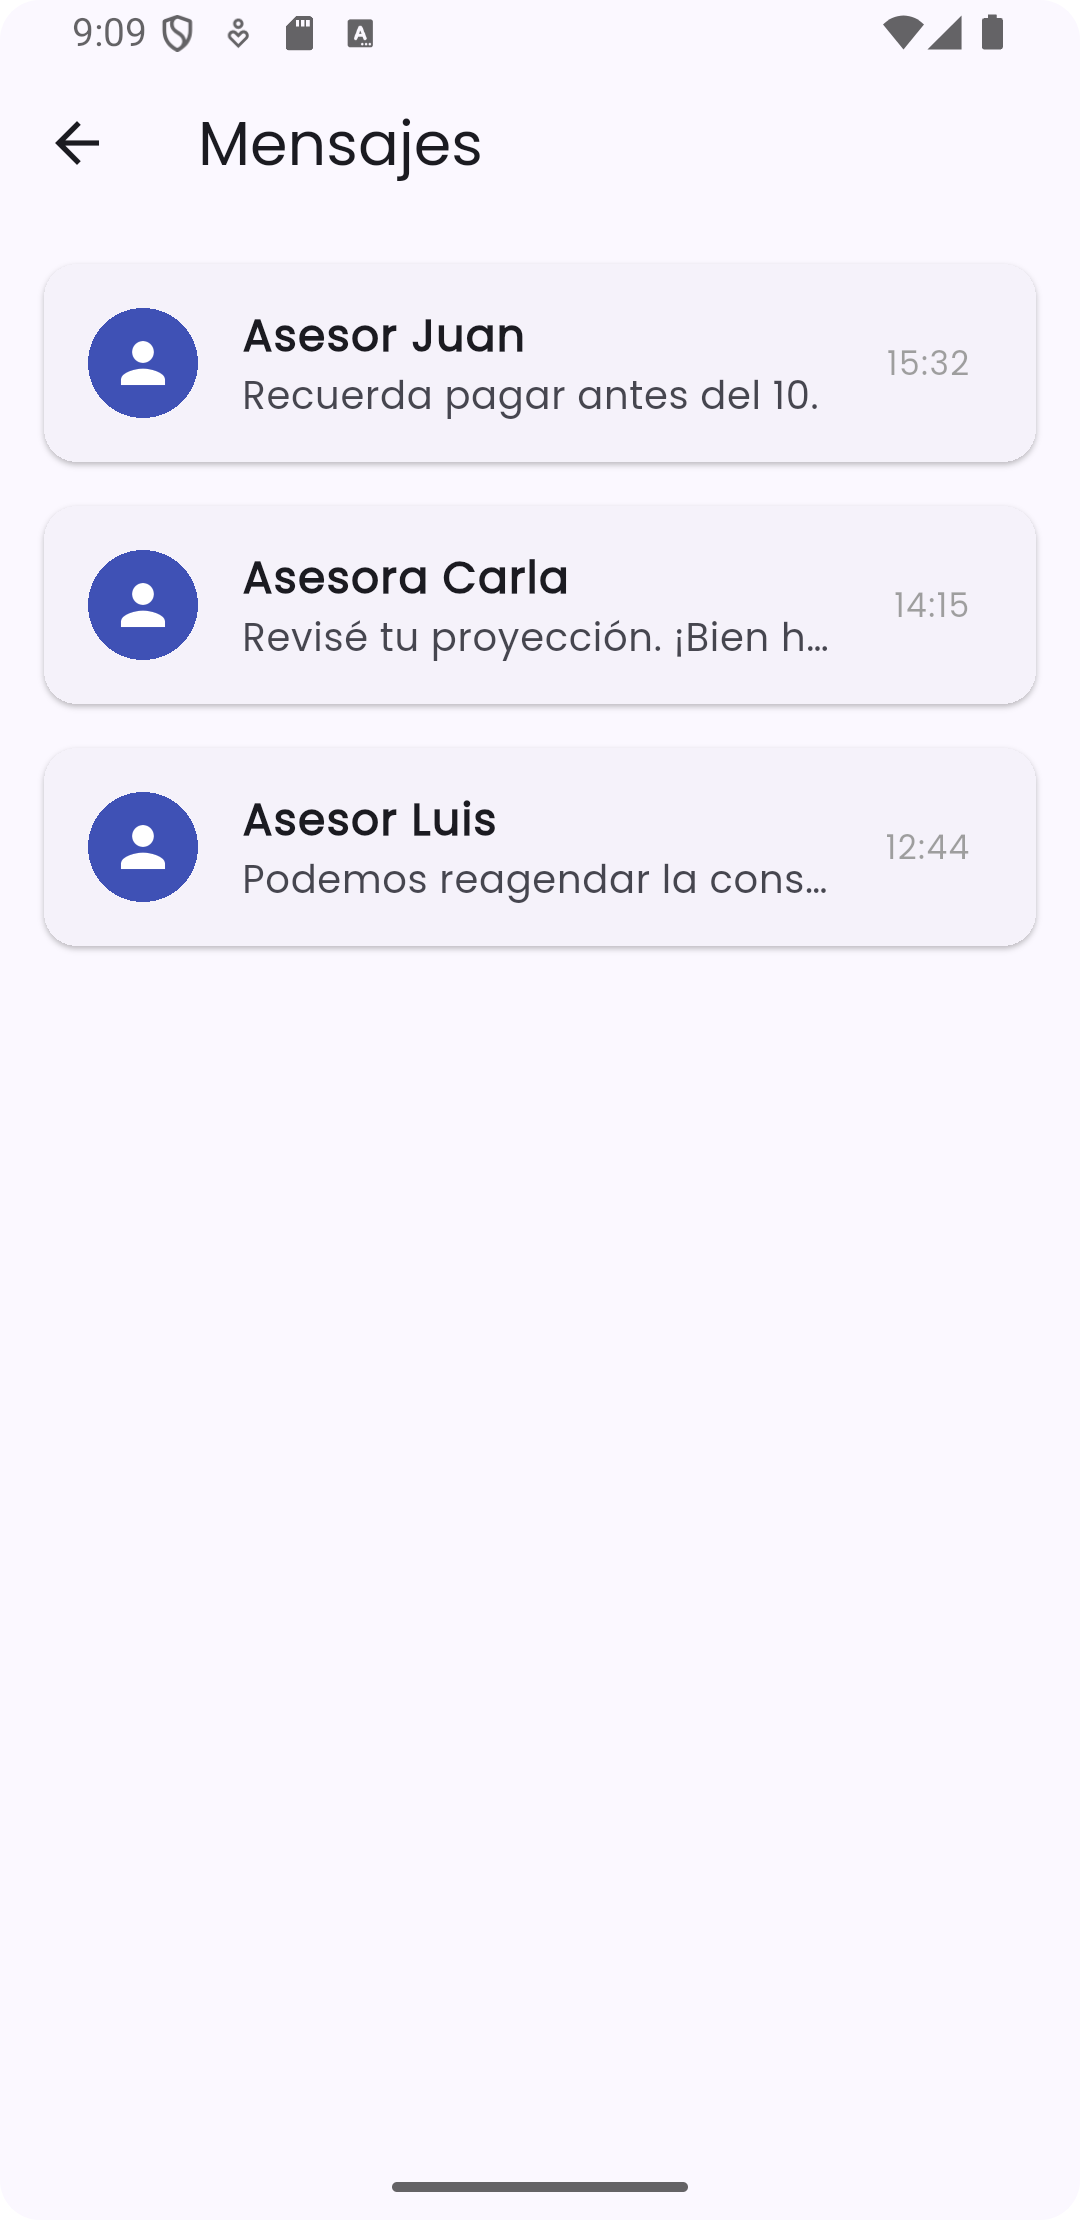 9:09
Mensajes
Asesor Juan
Recuerda pagar antes del 10.
15:32
Asesora Carla
Revisé tu proyección. ¡Bien h...
14:15
Asesor Luis
Podemos reagendar la cons...
12:44